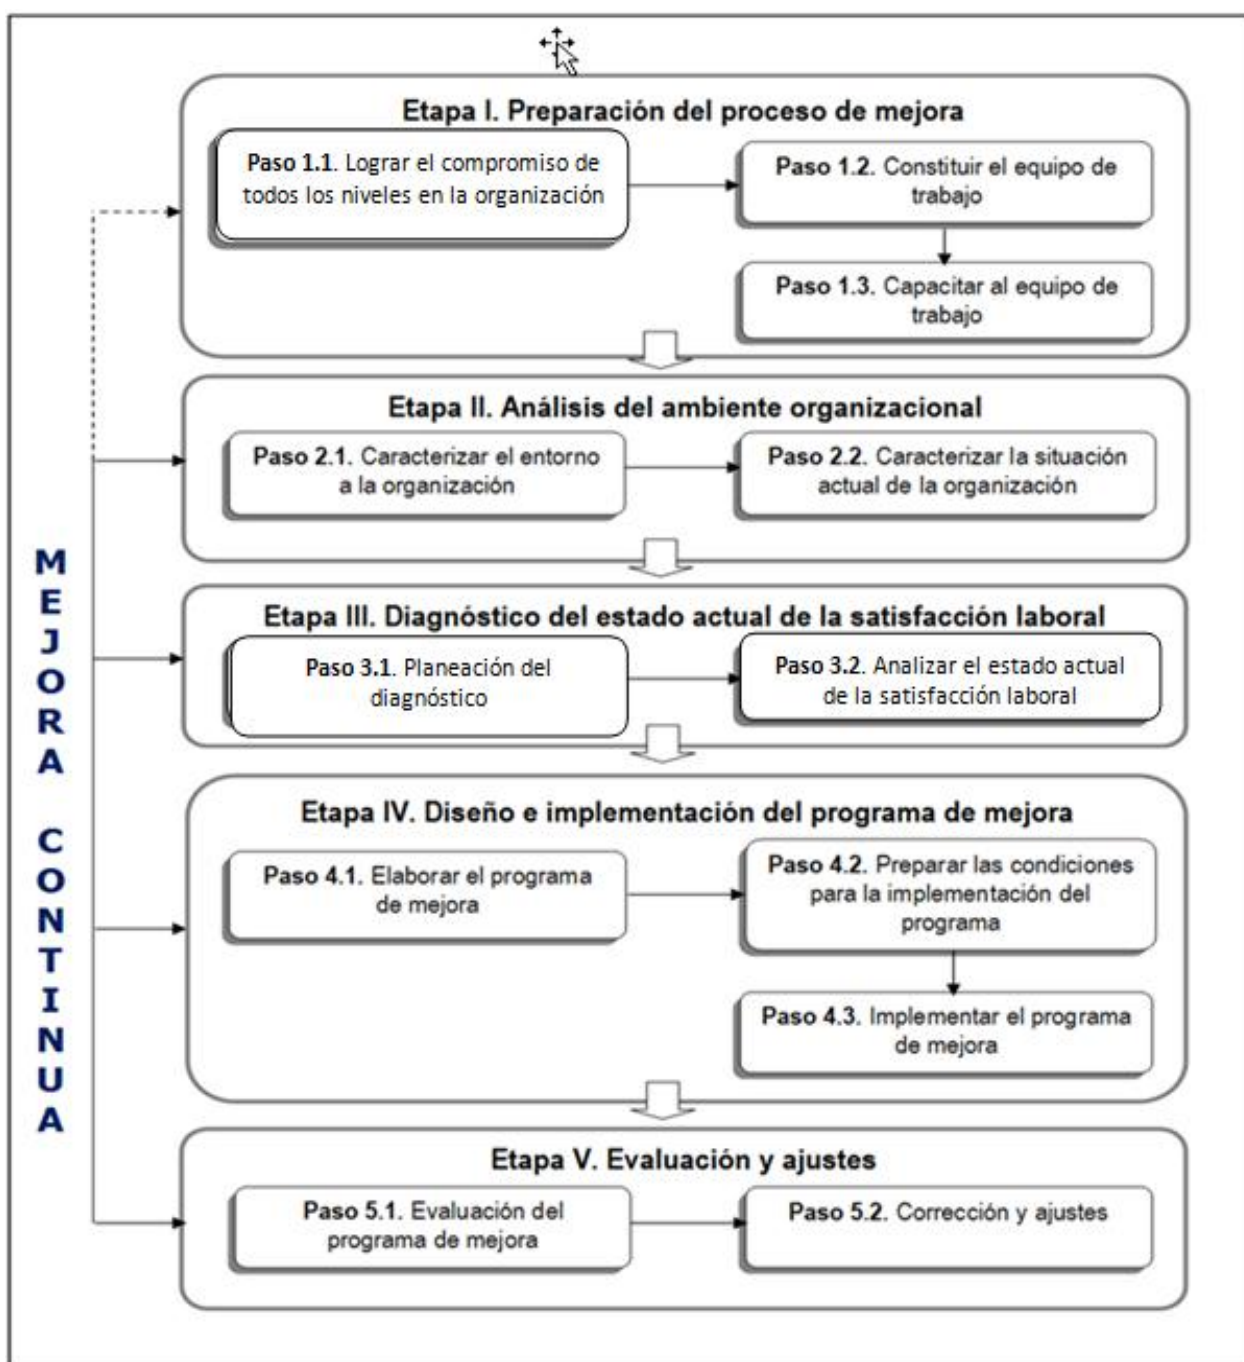 Etapa I. Preparación del proceso de mejora
Paso 1.1. Lograr el compromiso de
todos los niveles en la organización
Paso 1.2. Constituir el equipo de
trabajo
Paso 1.3. Capacitar al equipo de
trabajo
Etapa II. Análisis del ambiente organizacional
Paso 2.1. Caracterizar el entorno
a la organización
Paso 2.2. Caracterizar la situación
actual de la organización
Etapa III. Diagnóstico del estado actual de la satisfacción laboral
Paso 3.1. Planeación del
diagnóstico
Paso 3.2. Analizar el estado actual
de la satisfacción laboral
Etapa IV. Diseño e implementación del programa de mejora
Paso 4.1. Elaborar el programa
de mejora
Paso 4.2. Preparar las condiciones
para la implementación del
programa
Paso 4.3. Implementar el programa
de mejora
Etapa V. Evaluación y ajustes
Paso 5.1. Evaluación del
programa de mejora
Paso 5.2. Corrección y ajustes
MEJORA CONTINUA